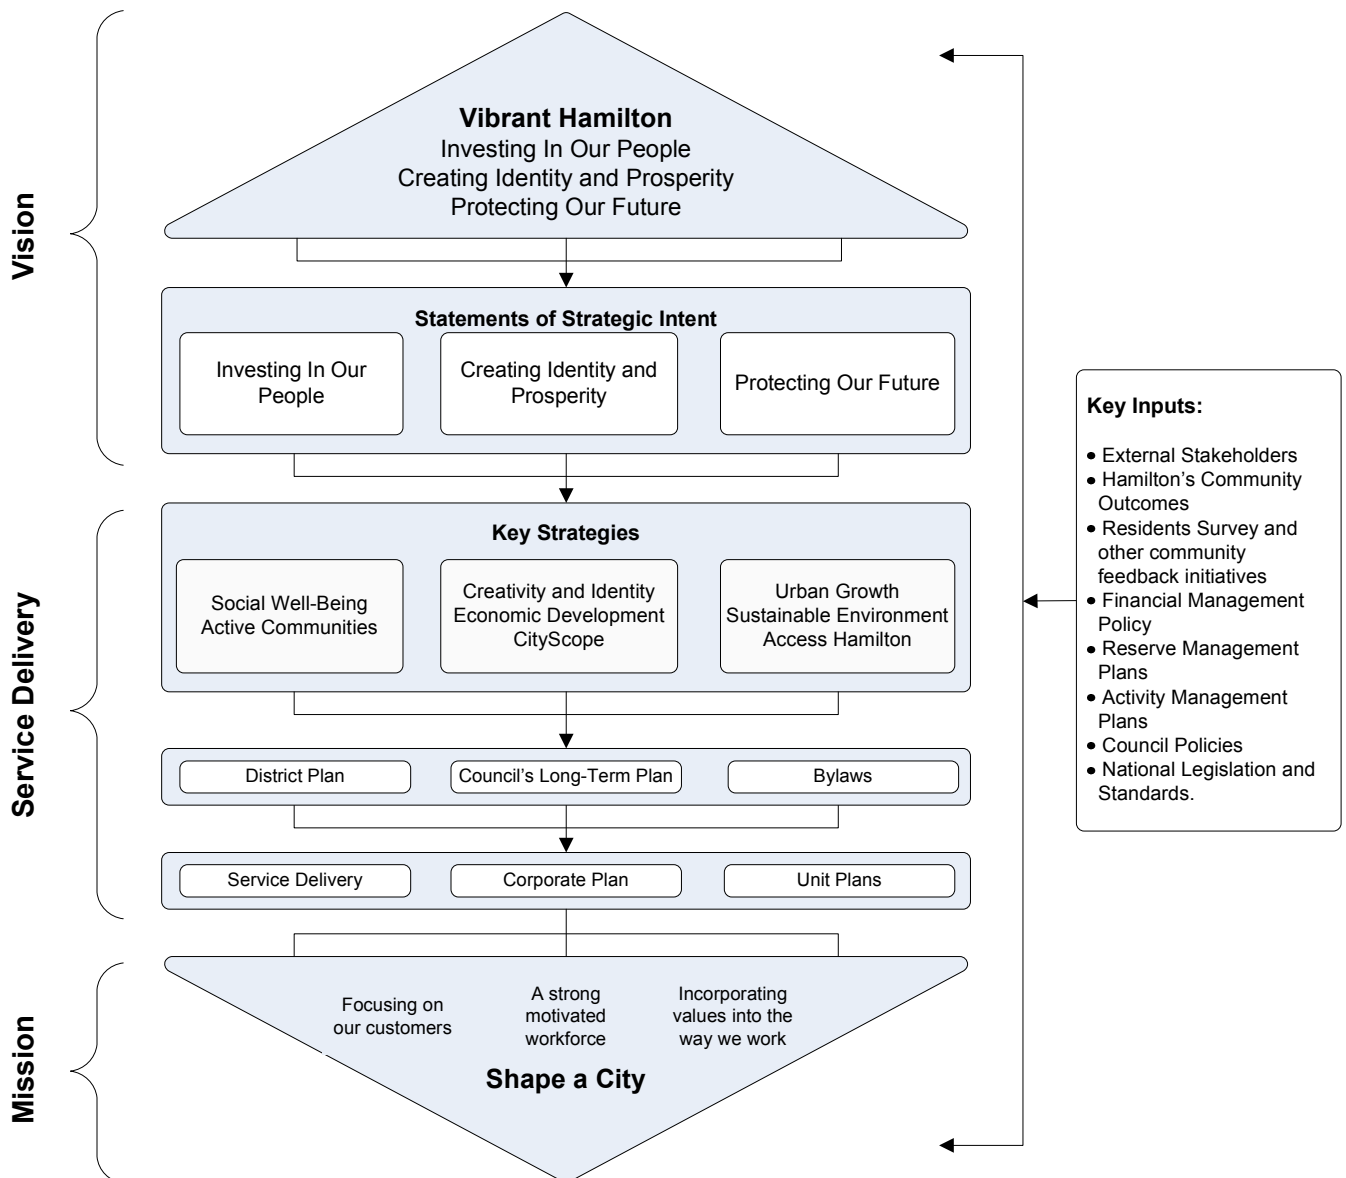 Vision
Vibrant Hamilton
Investing In Our People
Creating Identity and Prosperity
Protecting Our Future
Statements of Strategic Intent
Investing In Our
People
Creating Identity and
Prosperity
Protecting Our Future
Service Delivery
Key Strategies
Social Well-Being
Active Communities
Creativity and Identity
Economic Development
CityScope
Urban Growth
Sustainable Environment
Access Hamilton
District Plan
Council’s Long-Term Plan
Bylaws
Service Delivery
Corporate Plan
Unit Plans
Mission
Focusing on
our customers
A strong
motivated
workforce
Incorporating
values into the
way we work
Shape a City
Key Inputs:
• External Stakeholders
• Hamilton’s Community
Outcomes
• Residents Survey and
other community
feedback initiatives
• Financial Management
Policy
• Reserve Management
Plans
• Activity Management
Plans
• Council Policies
• National Legislation and
Standards.